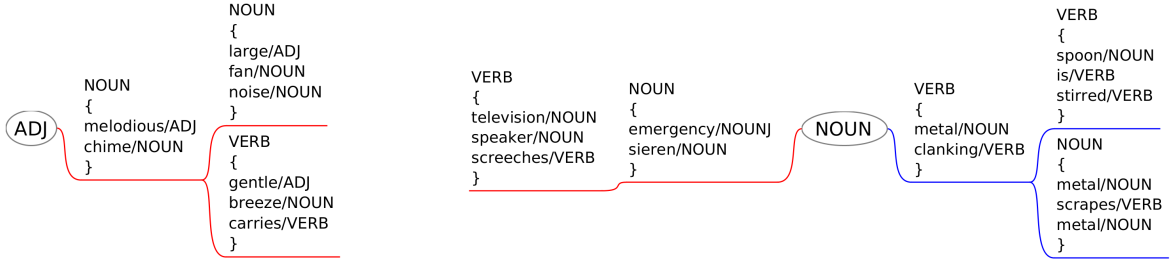 ADJ
NOUN
{
melodious/ADJ
chime/NOUN
}
NOUN
{
large/ADJ
fan/NOUN
noise/NOUN
}
VERB
{
gentle/ADJ
breeze/NOUN
carries/VERB
}
VERB
{
television/NOUN
speaker/NOUN
screeches/VERB
}
NOUN
{
emergency/NOUNJ
sieren/NOUN
}
NOUN
VERB
{
metal/NOUN
clanking/VERB
}
VERB
{
spoon/NOUN
is/VERB
stirred/VERB
}
NOUN
{
metal/NOUN
scrapes/VERB
metal/NOUN
}